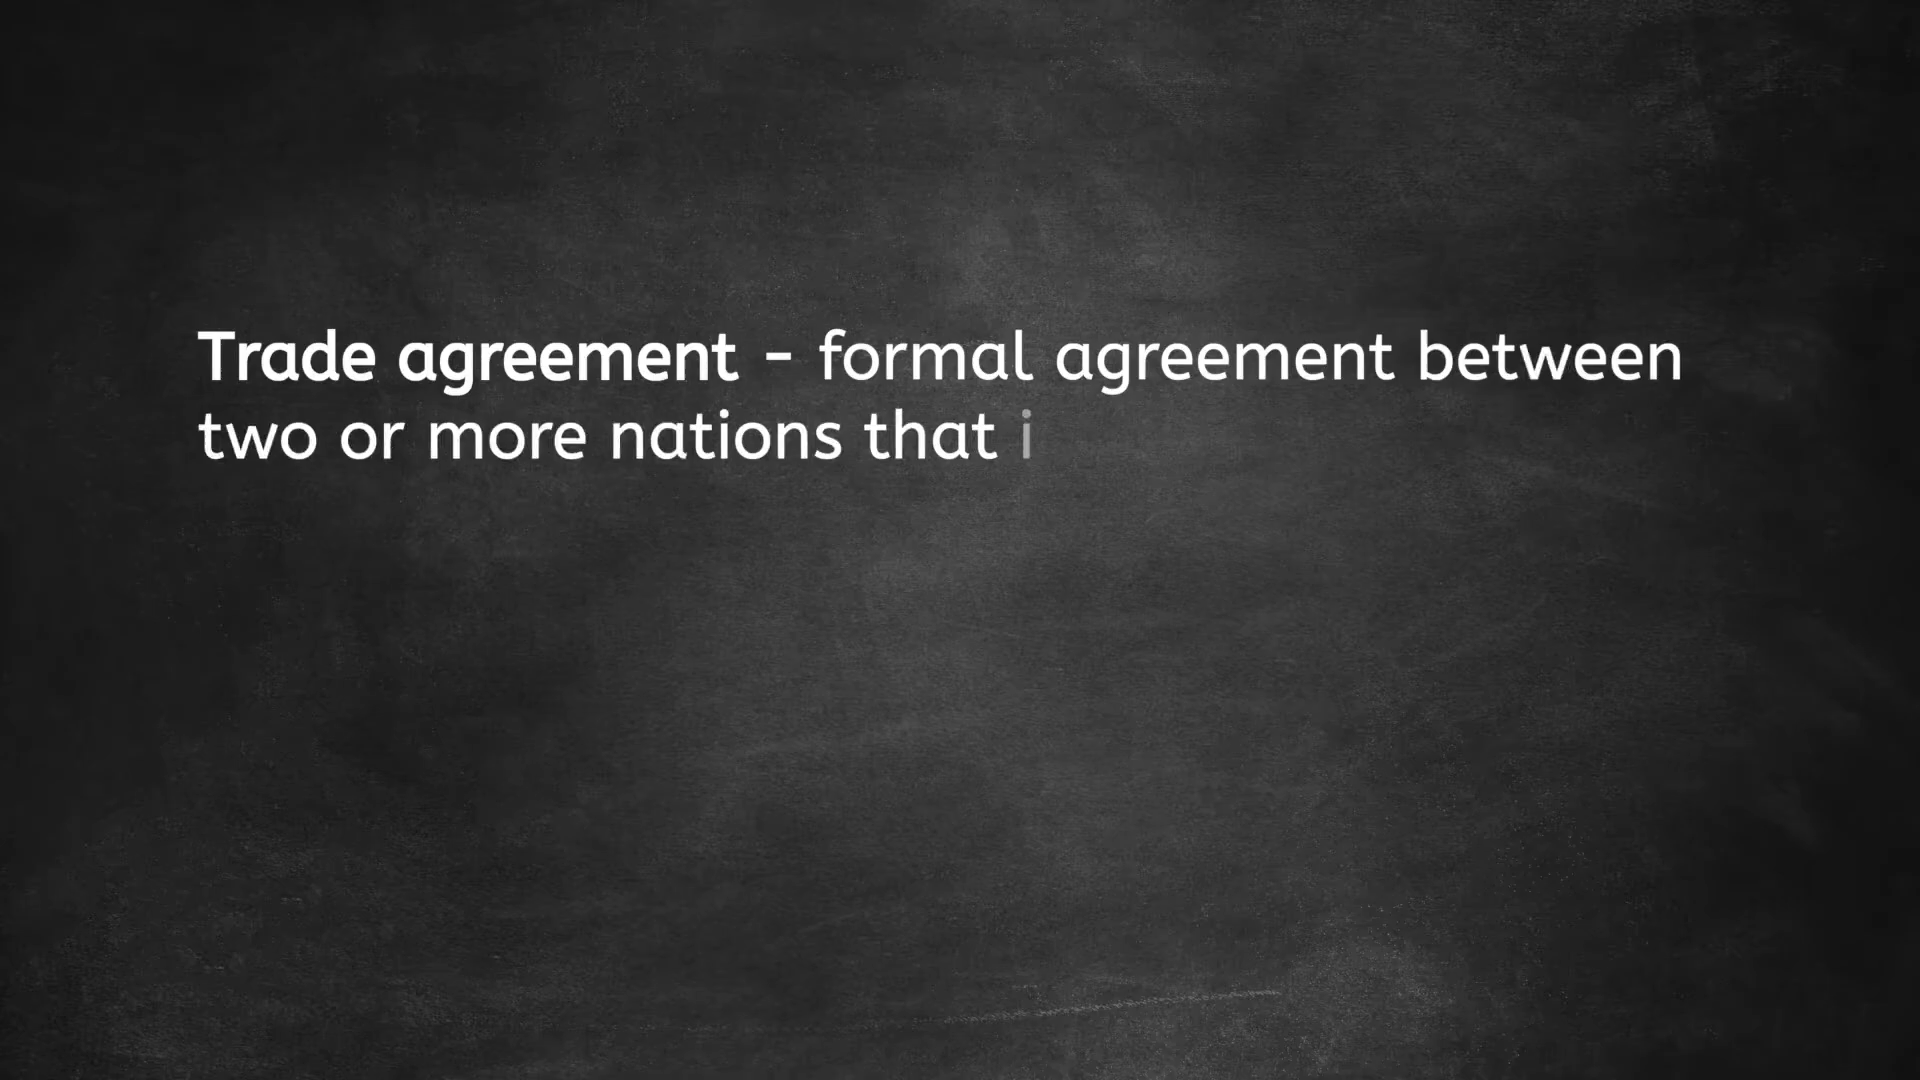 Trade agreement - formal agreement between
two or more nations that i